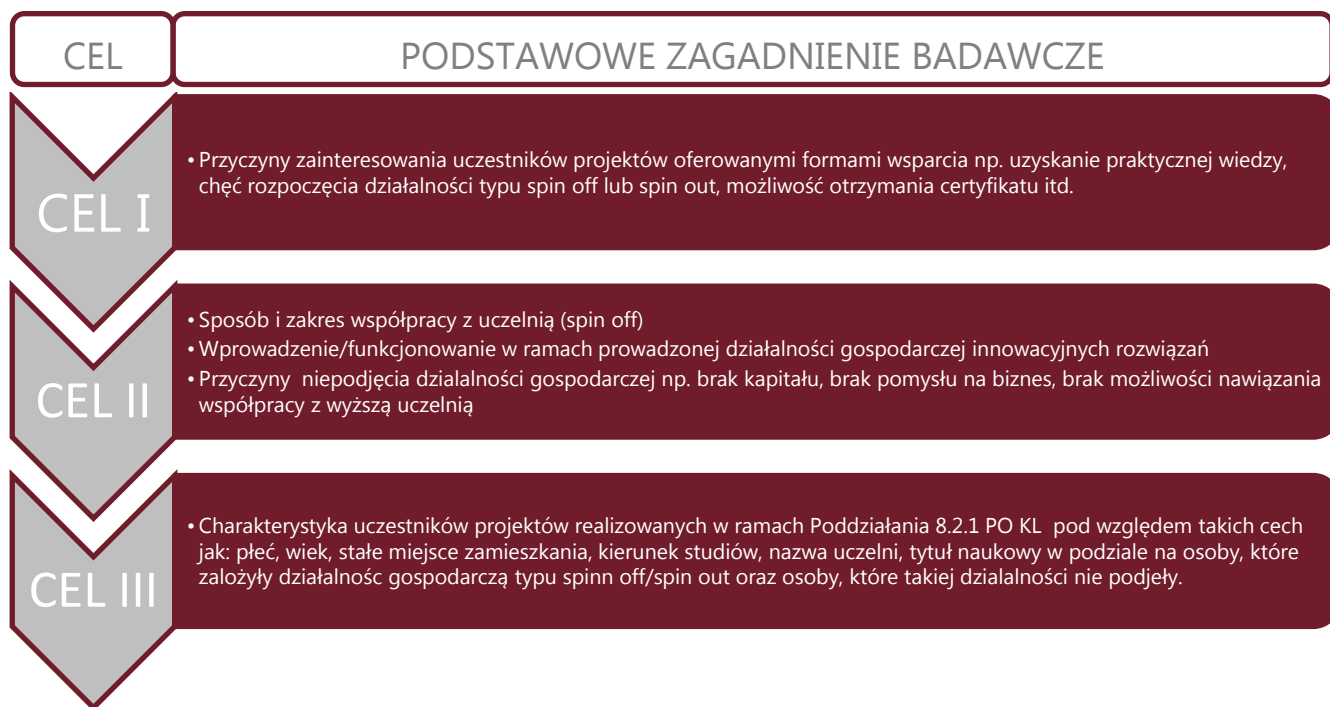 CEL
PODSTAWOWE ZAGADNIENIE BADAWCZE
CEL I
• Przyczyny zainteresowania uczestników projektów oferowanymi formami wsparcia np. uzyskanie praktycznej wiedzy,
chęć rozpoczęcia działalności typu spin off lub spin out, możliwość otrzymania certyfikatu itd.
CEL II
• Sposób i zakres współpracy z uczelnią (spin off)
• Wprowadzenie/funkcjonowanie w ramach prowadzonej działalności gospodarczej innowacyjnych rozwiązań
• Przyczyny niepodjęcia dzialalności gospodarczej np. brak kapitału, brak pomysłu na biznes, brak możliwości nawiązania
współpracy z wyższą uczelnią
CEL III
• Charakterystyka uczestników projektów realizowanych w ramach Poddziałania 8.2.1 PO KL pod względem takich cech
jak: płeć, wiek, stałe miejsce zamieszkania, kierunek studiów, nazwa uczelni, tytuł naukowy w podziale na osoby, które
założyły działalnośc gospodarczą typu spinn off/spin out oraz osoby, które takiej dzialalności nie podjeły.